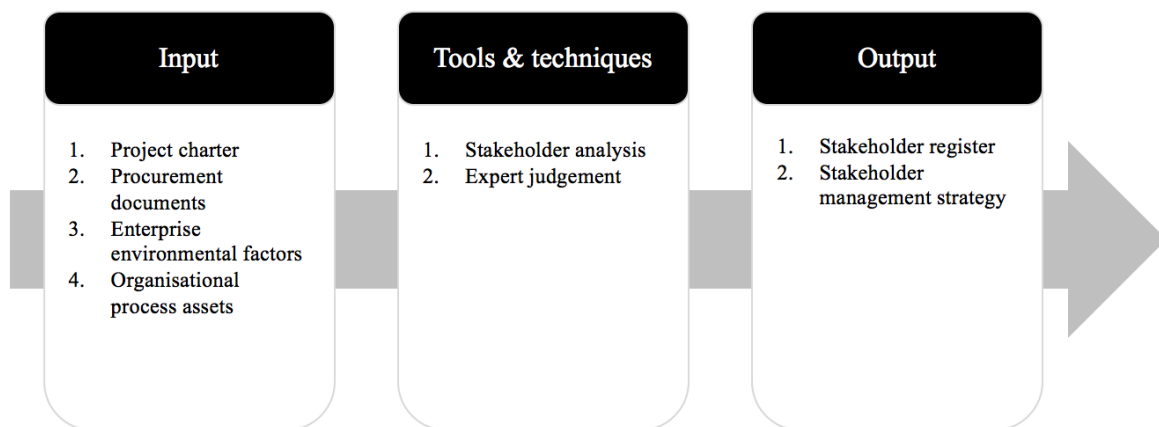 Input
1. Project charter
2. Procurement
documents
3. Enterprise
environmental factors
4. Organisational
process assets
Tools & techniques
1. Stakeholder analysis
2. Expert judgement
Output
1. Stakeholder register
2. Stakeholder
management strategy